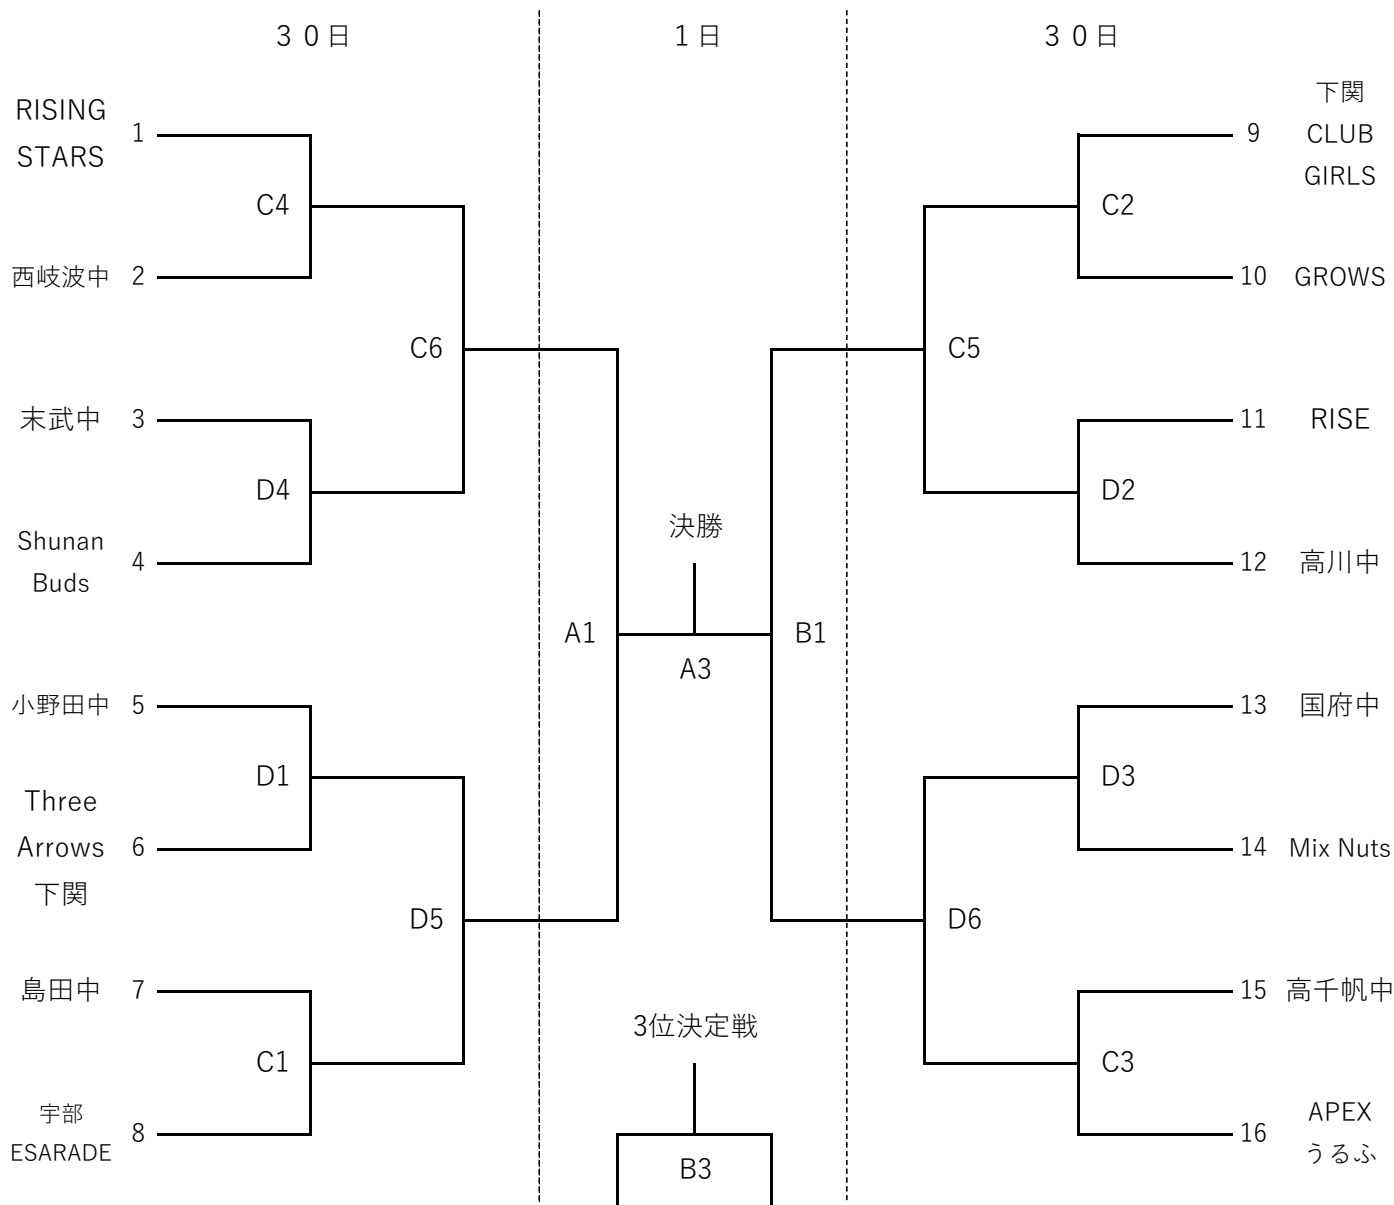 ３０日
１日
３０日
RISING
STARS
1
C4
西岐波中 2
C6
末武中 3
D4
Shunan
Buds
4
小野田中 5
D1
Three
Arrows
下関
6
D5
島田中 7
C1
宇部
ESARADE
8
決勝
A1
A3
B1
3位決定戦
B3
9
下関
CLUB
GIRLS
C2
10 GROWS
C5
11 RISE
D2
12 高川中
13 国府中
D3
14 Mix Nuts
D6
15 高千帆中
C3
16
APEX
うるふ